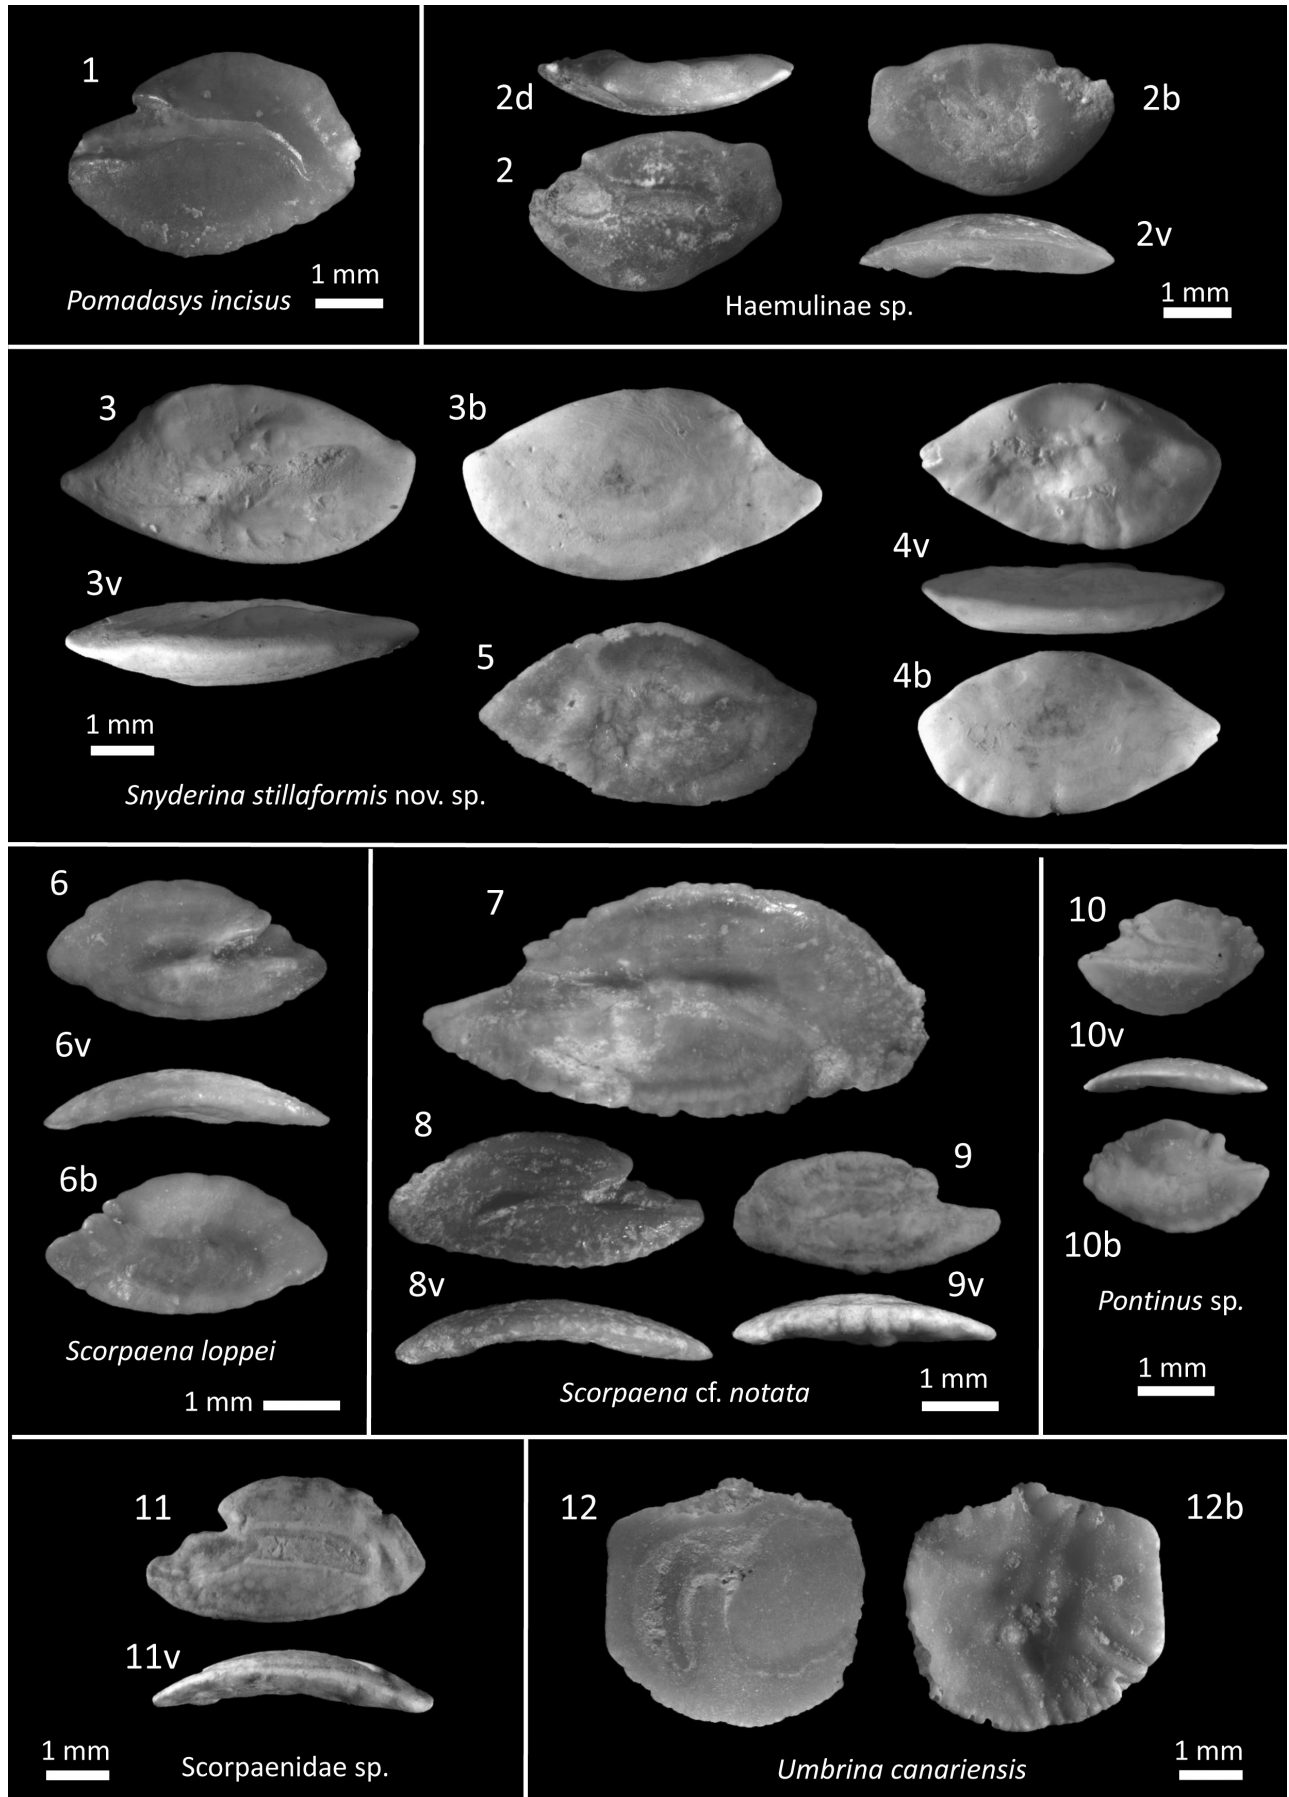 1
1 mm
Pomadasys incisus
2d
2b
2
2v
Haemulinae sp.
1 mm
3
3b
3v
4v
5
4b
1 mm
Snyderina stillaformis nov. sp.
6
6v
6b
Scorpaena loppei
1 mm
7
8
9
8v
9v
Scorpaena cf. notata
1 mm
10
10v
10b
Pontinus sp.
1 mm
11
11v
1 mm
Scorpaenidae sp.
12
12b
Umbrina canariensis
1 mm